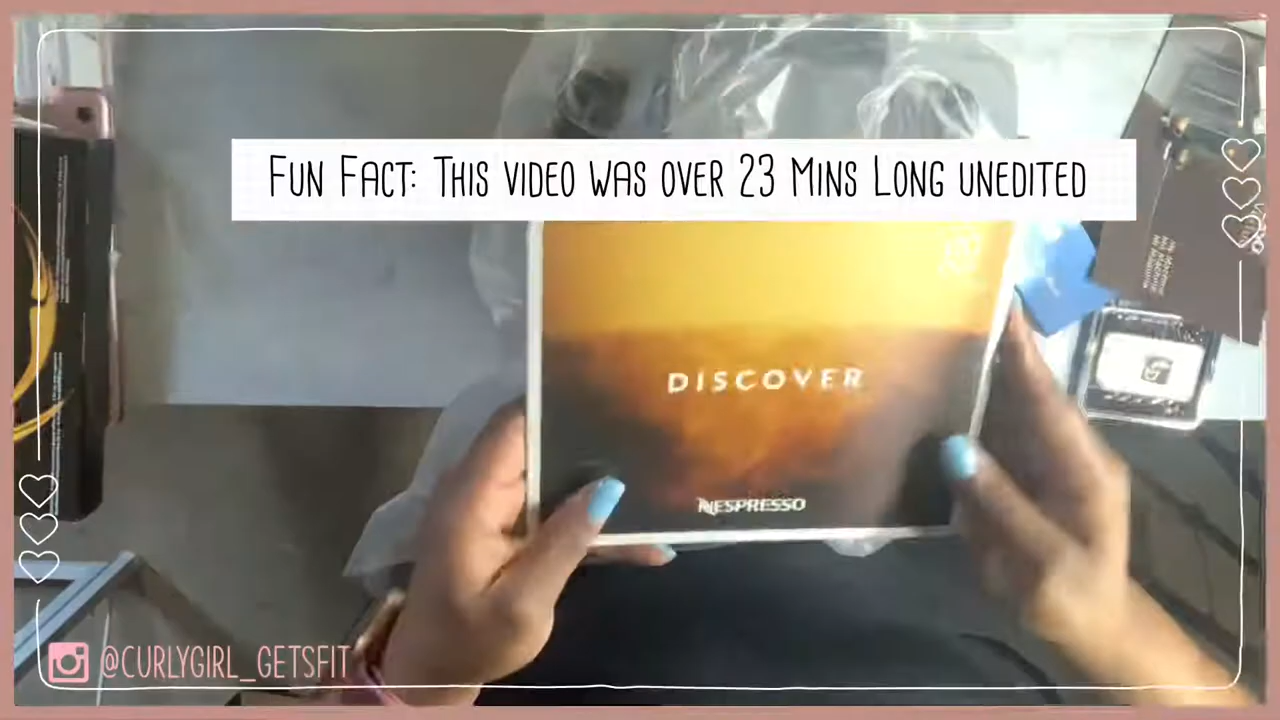 FUN FACT: THIS VIDEO WAS OVER 23 MINS LONG UNEDITED
DISCOVER
NESPRESSO
@CURLYGIRL_GETSFIT